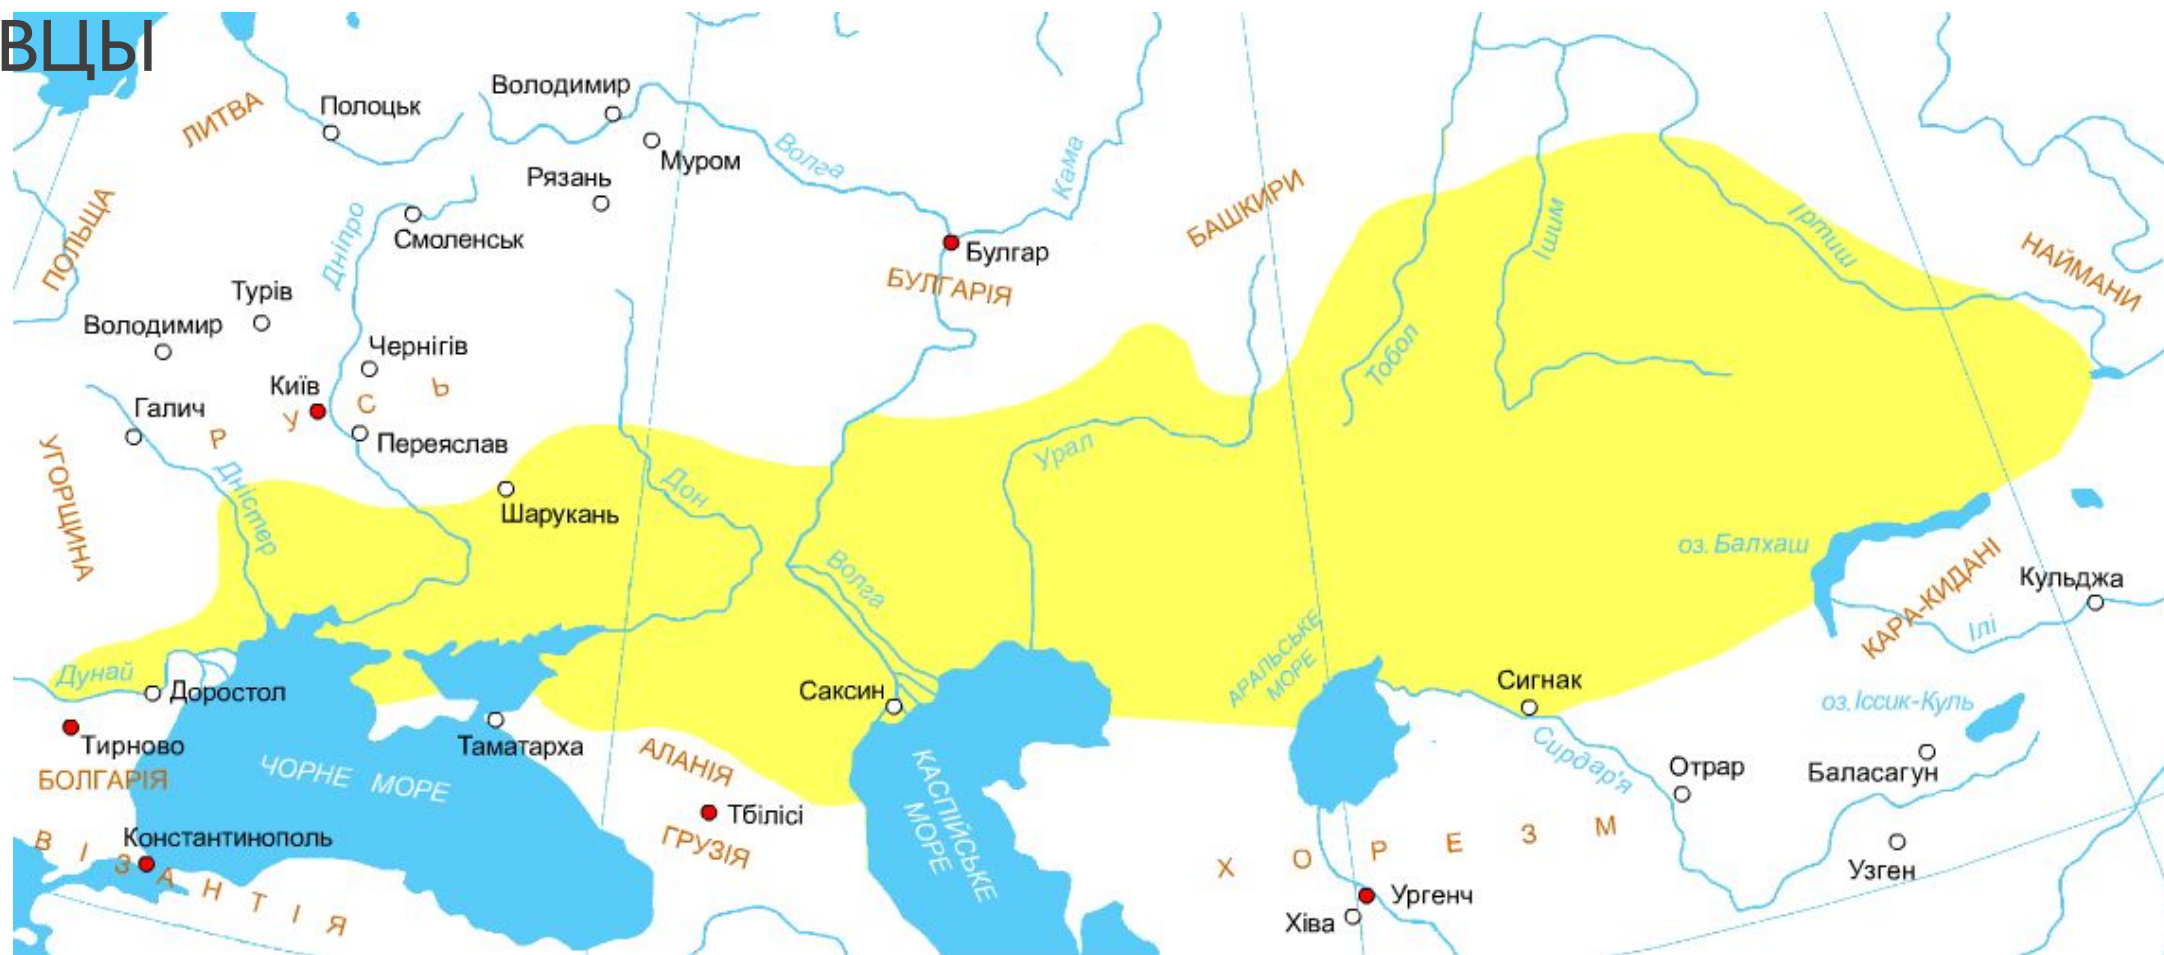 ВЦЫ
Володимир
Полоцьк
ЛИТВА
Муром
Волга
Кама
Рязань
ПОЛЬЩА
Дніпро
Смоленськ
БАШКИРИ
Ішим
Іртиш
НАЙМАНИ
Булгар
БУЛГАРІЯ
Турів
Володимир
Чернігів
Тобол
Київ
Галич
Р У С Ь
Переяслав
УГОРЩИНА
Дністер
Дон
Урал
Шарукань
оз. Балхаш
Волга
КАРА-КИДАНІ
Кульджа
Ілі
АРАЛЬСЬКЕ
МОРЕ
Дунай
Доростол
Саксин
Сигнак
оз. Іссик-Куль
Тирново
БОЛГАРІЯ
Таматарха
АЛАНІЯ
Сирдар'я
Отрар
Баласагун
ЧОРНЕ МОРЕ
КАСПІЙСЬКЕ
МОРЕ
Тбілісі
ГРУЗІЯ
Константинополь
ВІЗАНТІЯ
ХОРЕЗМ
Узген
Ургенч
Хіва